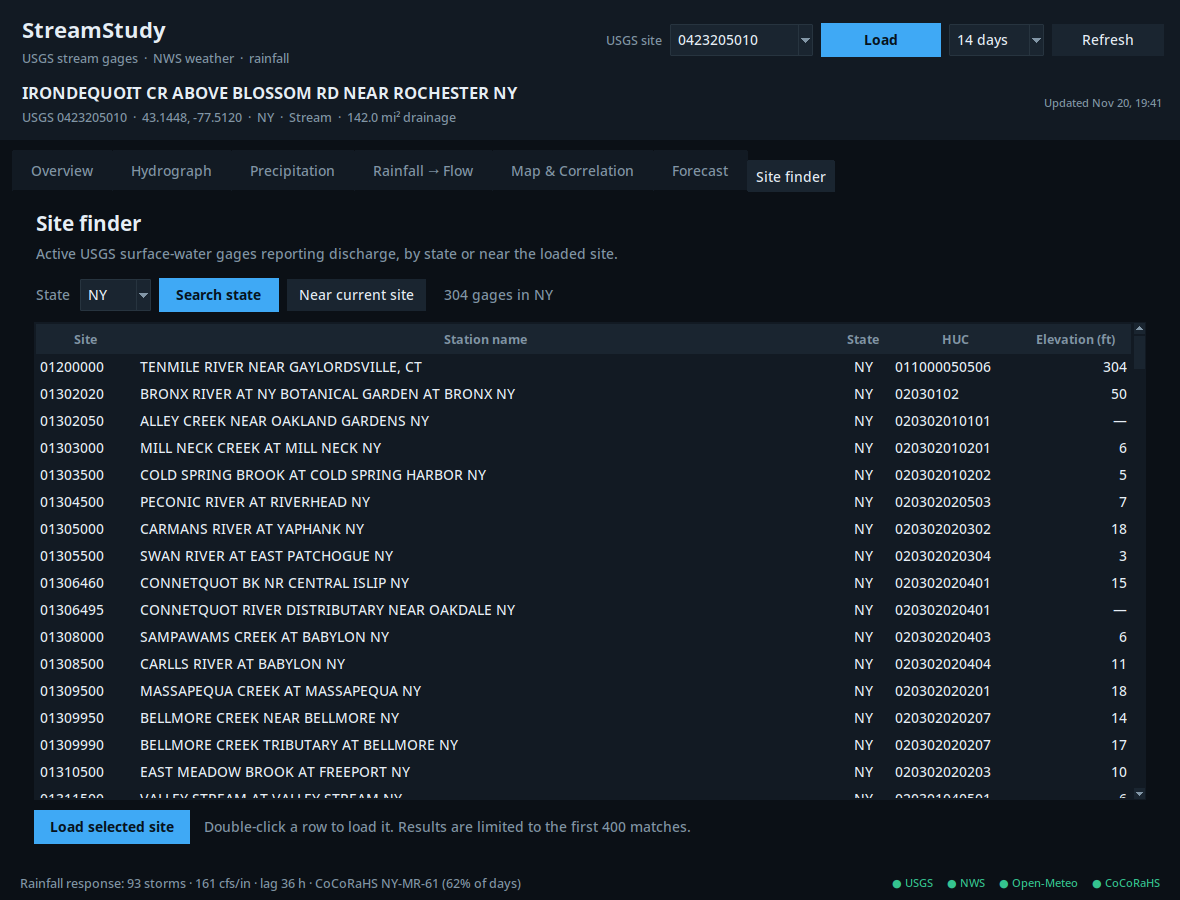 StreamStudy
USGS stream gages · NWS weather · rainfall
USGS site 0423205010 Load 14 days Refresh
IRONDEQUOIT CR ABOVE BLOSSOM RD NEAR ROCHESTER NY
USGS 0423205010 · 43.1448, -77.5120 · NY · Stream · 142.0 mi² drainage
Updated Nov 20, 19:41
Overview Hydrograph Precipitation Rainfall → Flow Map & Correlation Forecast Site finder
Site finder
Active USGS surface-water gages reporting discharge, by state or near the loaded site.
State NY Search state Near current site 304 gages in NY
Site Station name State HUC Elevation (ft)
01200000 TENMILE RIVER NEAR GAYLORDSVILLE, CT NY 011000050506 304
01302020 BRONX RIVER AT NY BOTANICAL GARDEN AT BRONX NY NY 02030102 50
01302050 ALLEY CREEK NEAR OAKLAND GARDENS NY NY 020302010101 —
01303000 MILL NECK CREEK AT MILL NECK NY NY 020302010201 6
01303500 COLD SPRING BROOK AT COLD SPRING HARBOR NY NY 020302010202 5
01304500 PECONIC RIVER AT RIVERHEAD NY NY 020302020503 7
01305000 CARMANS RIVER AT YAPHANK NY NY 020302020302 18
01305500 SWAN RIVER AT EAST PATCHOGUE NY NY 020302020304 3
01306460 CONNETQUOT BK NR CENTRAL ISLIP NY NY 020302020401 15
01306495 CONNETQUOT RIVER DISTRIBUTARY NEAR OAKDALE NY NY 020302020401 —
01308000 SAMPAWAMS CREEK AT BABYLON NY NY 020302020403 6
01308500 CARLLS RIVER AT BABYLON NY NY 020302020404 11
01309500 MASSAPEQUA CREEK AT MASSAPEQUA NY NY 020302020201 18
01309950 BELLMORE CREEK NEAR BELLMORE NY NY 020302020207 14
01309990 BELLMORE CREEK TRIBUTARY AT BELLMORE NY NY 020302020207 17
01310500 EAST MEADOW BROOK AT FREEPORT NY NY 020302020203 10
01311500 VALLEY STREAM AT VALLEY STREAM NY NY
Load selected site Double-click a row to load it. Results are limited to the first 400 matches.
Rainfall response: 93 storms · 161 cfs/in · lag 36 h · CoCoRaHS NY-MR-61 (62% of days)
USGS NWS Open-Meteo CoCoRaHS